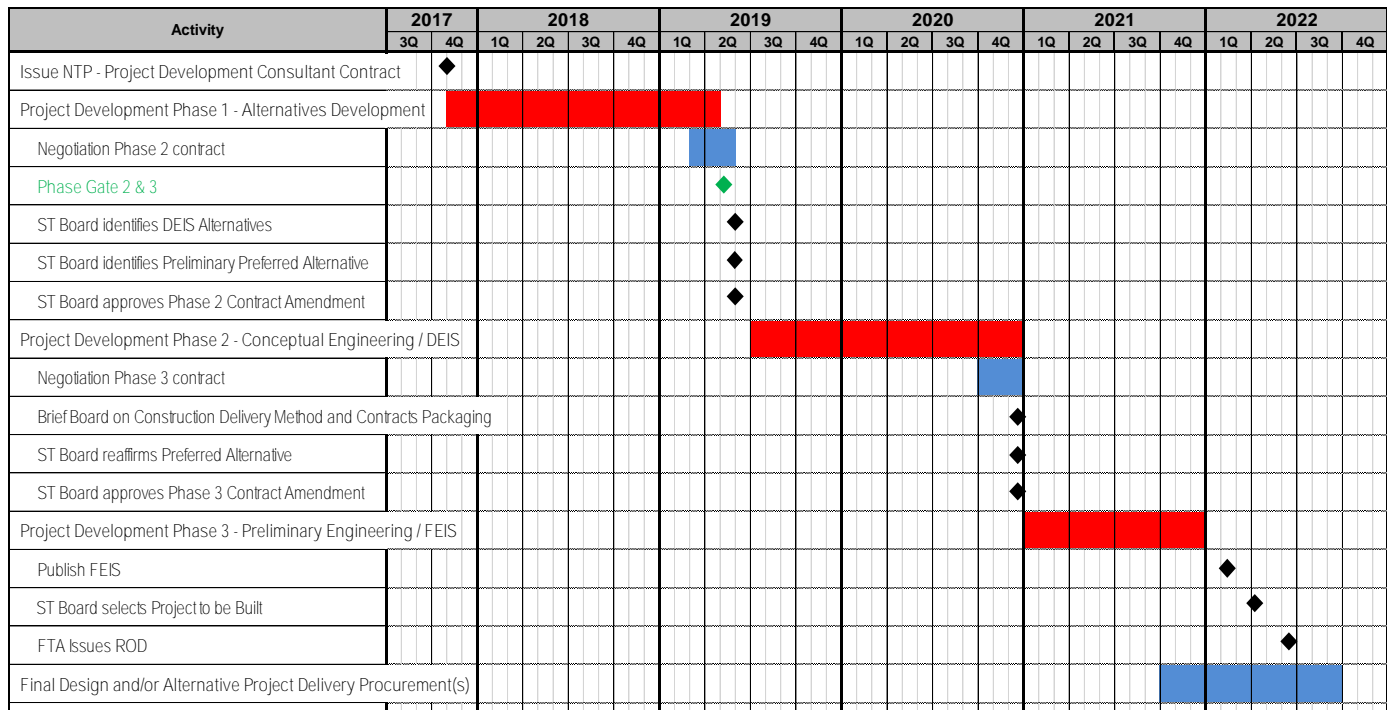 Activity
2017 2018 2019 2020 2021 2022
3Q 4Q 1Q 2Q 3Q 4Q 1Q 2Q 3Q 4Q 1Q 2Q 3Q 4Q 1Q 2Q 3Q 4Q 1Q 2Q 3Q 4Q
Issue NTP - Project Development Consultant Contract
Project Development Phase 1 - Alternatives Development
Negotiation Phase 2 contract
Phase Gate 2 & 3
ST Board identifies DEIS Alternatives
ST Board identifies Preliminary Preferred Alternative
ST Board approves Phase 2 Contract Amendment
Project Development Phase 2 - Conceptual Engineering / DEIS
Negotiation Phase 3 contract
Brief Board on Construction Delivery Method and Contracts Packaging
ST Board reaffirms Preferred Alternative
ST Board approves Phase 3 Contract Amendment
Project Development Phase 3 - Preliminary Engineering / FEIS
Publish FEIS
ST Board selects Project to be Built
FTA Issues ROD
Final Design and/or Alternative Project Delivery Procurement(s)